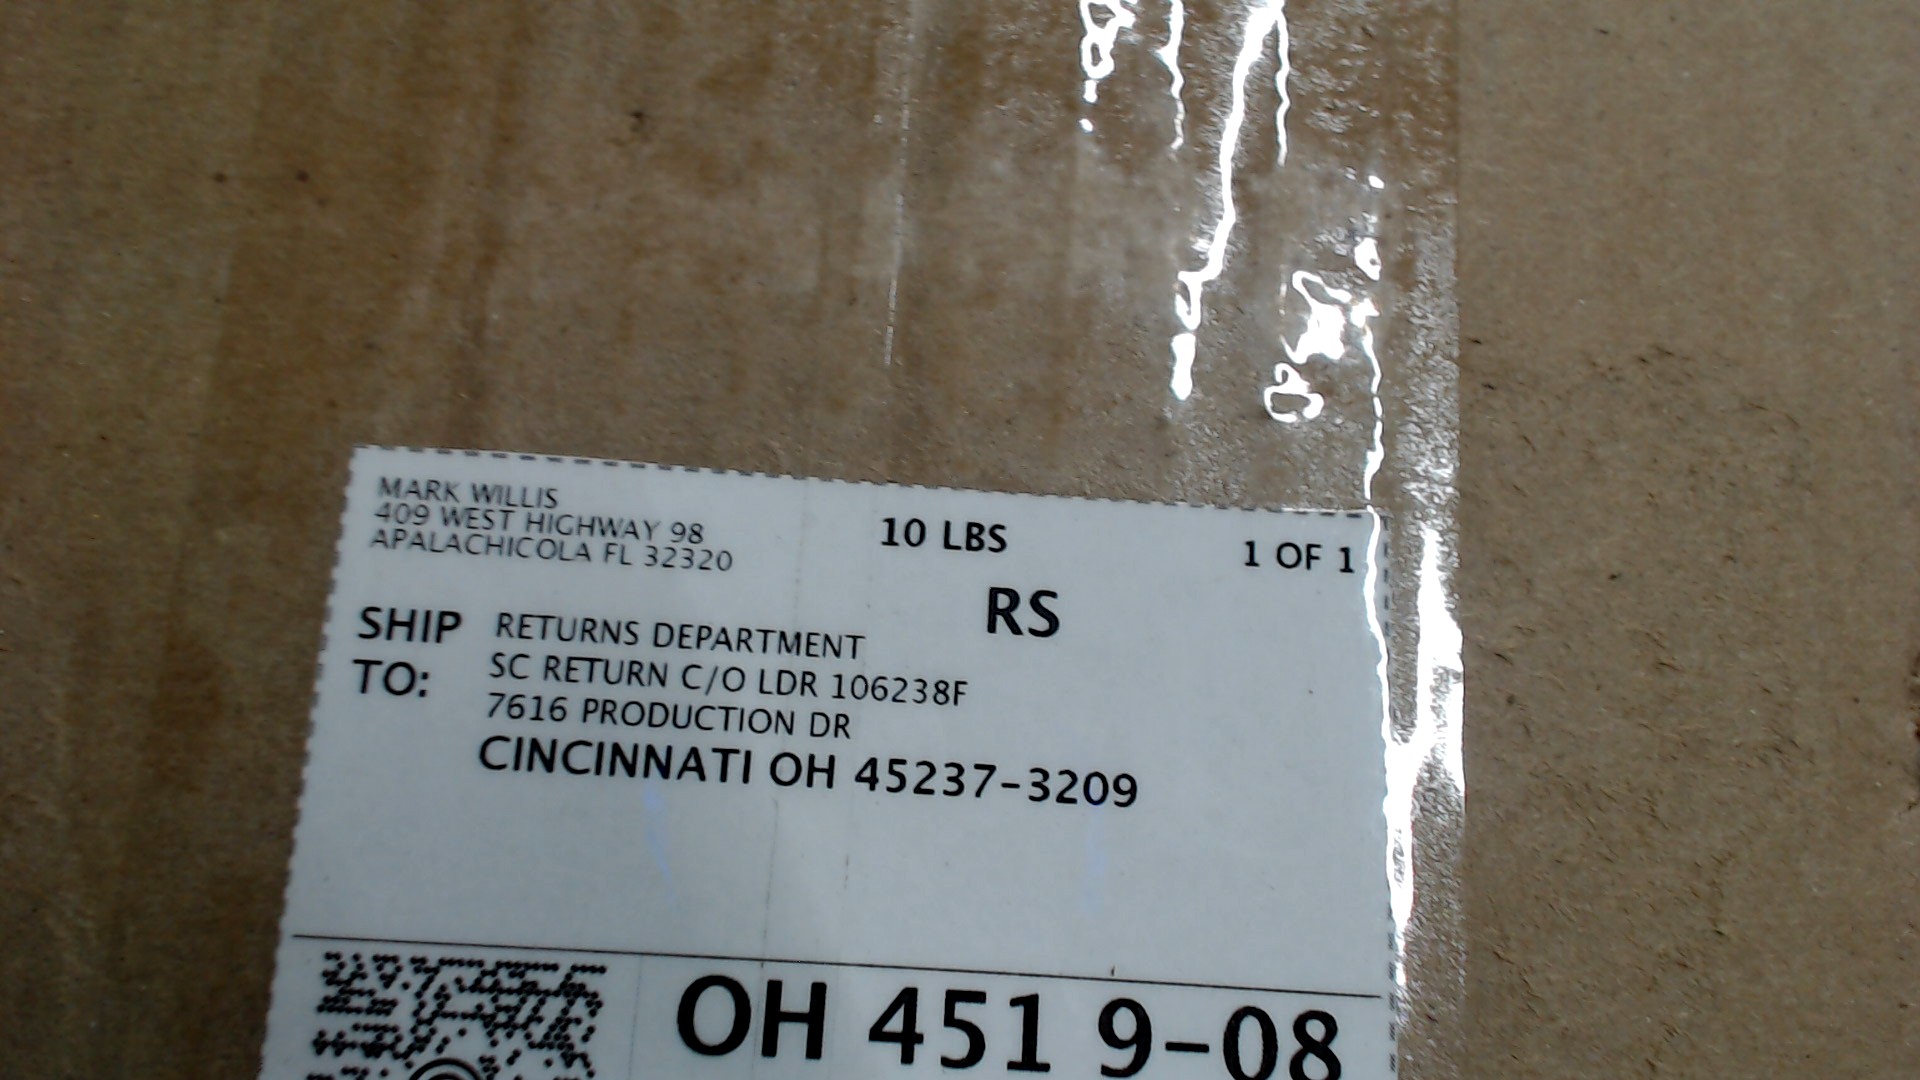 MARK WILLIS
409 WEST HIGHWAY 98
APALACHICOLA FL 32320
10 LBS
1 OF 1
RS
SHIP TO:
RETURNS DEPARTMENT
SC RETURN C/O LDR 106238F
7616 PRODUCTION DR
CINCINNATI OH 45237-3209
OH 451 9-08